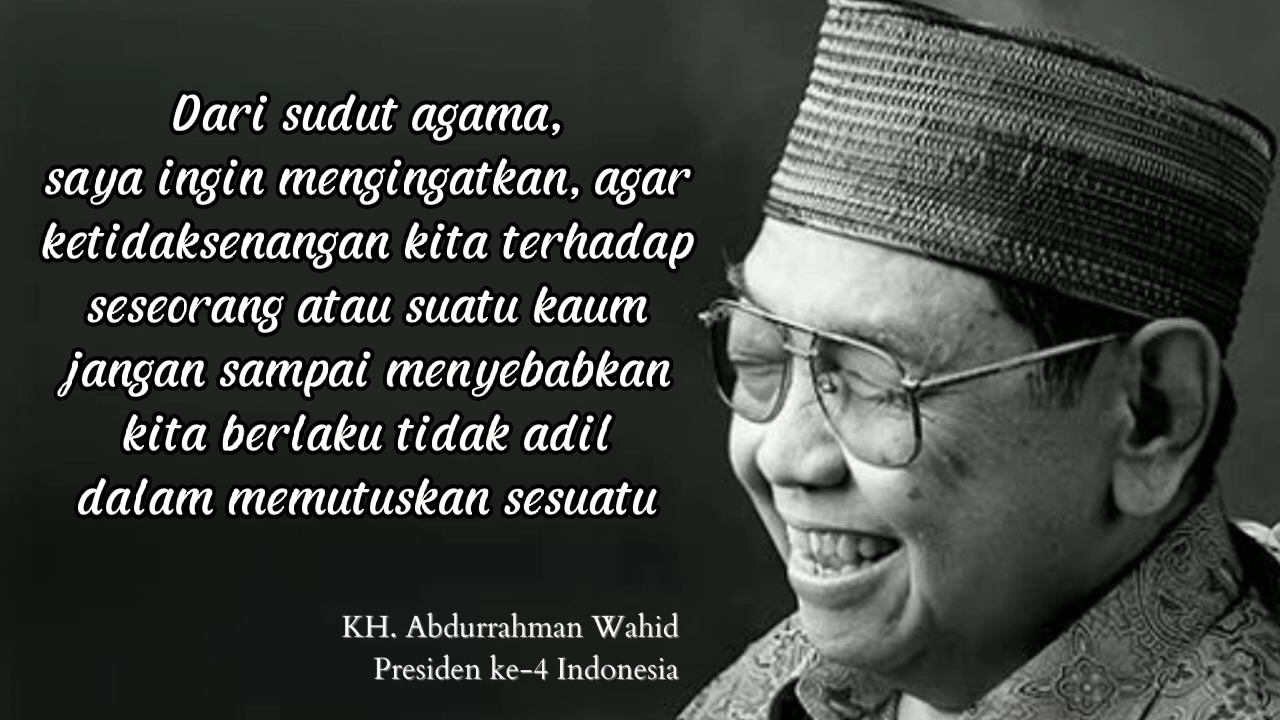 Dari sudut agama,
saya ingin mengingatkan, agar
ketidaksenangan kita terhadap
seseorang atau suatu kaum
jangan sampai menyebabkan
kita berlaku tidak adil
dalam memutuskan sesuatu
KH. Abdurrahman Wahid
Presiden ke-4 Indonesia